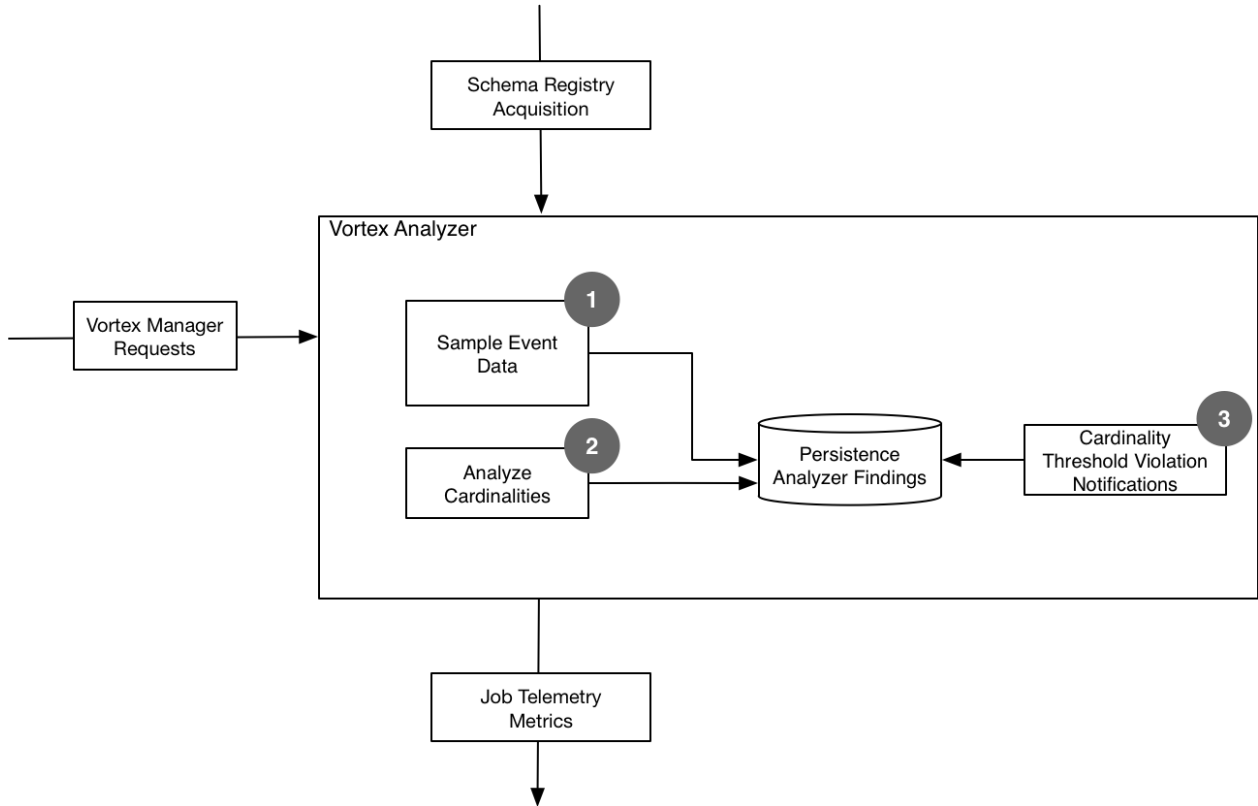 Schema Registry
Acquisition
Vortex Analyzer
1
Sample Event
Data
Vortex Manager
Requests
2
Analyze
Cardinalities
Persistence
Analyzer Findings
3
Cardinality
Threshold Violation
Notifications
Job Telemetry
Metrics